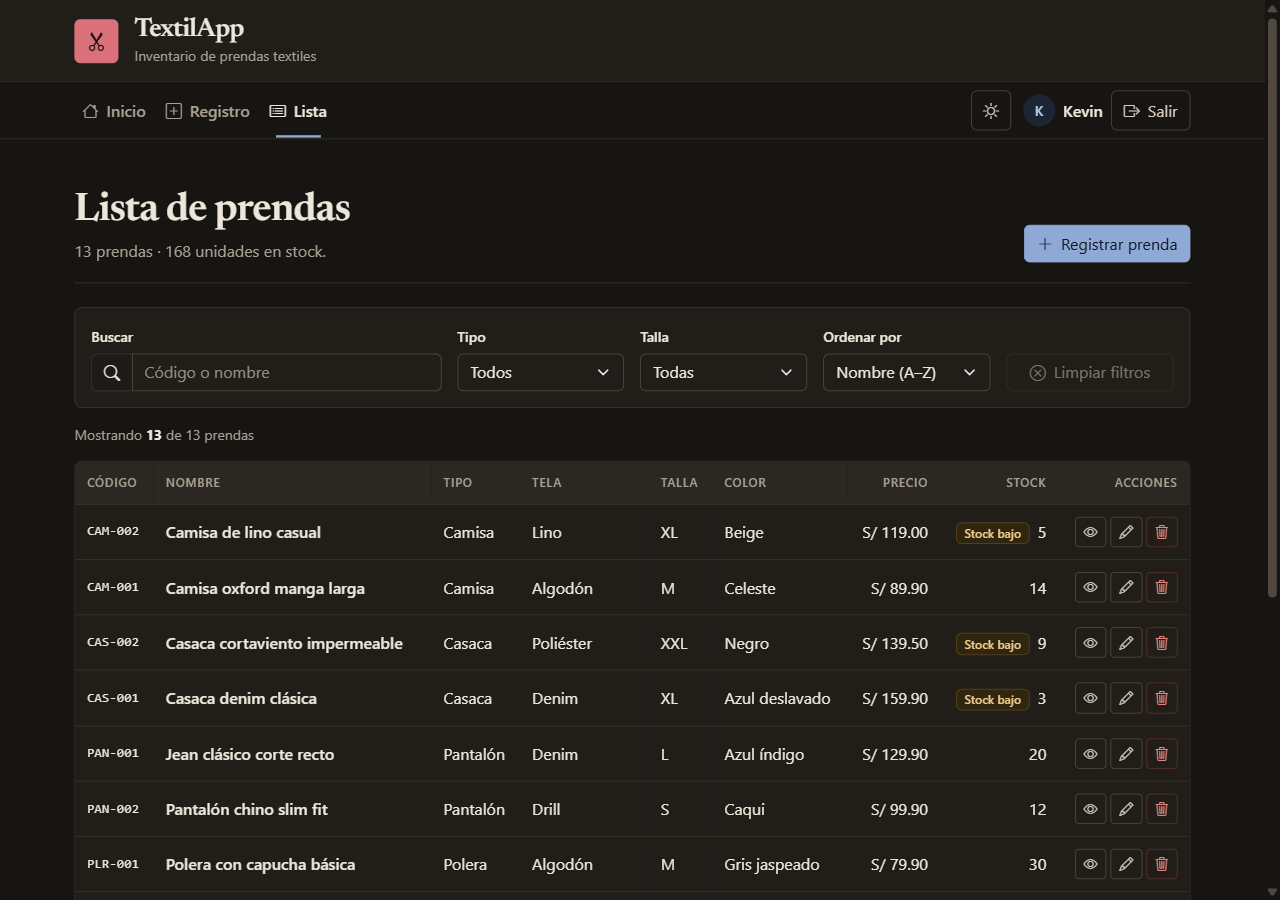 TextilApp
Inventario de prendas textiles
Inicio Registro Lista K Kevin Salir
Lista de prendas
13 prendas · 168 unidades en stock.
Registrar prenda
Buscar Tipo Talla Ordenar por
Código o nombre Todos Todas Nombre (A–Z) Limpiar filtros
Mostrando 13 de 13 prendas
CÓDIGO NOMBRE TIPO TELA TALLA COLOR PRECIO STOCK ACCIONES
CAM-002 Camisa de lino casual Camisa Lino XL Beige S/ 119.00 Stock bajo 5
CAM-001 Camisa oxford manga larga Camisa Algodón M Celeste S/ 89.90 14
CAS-002 Casaca cortaviento impermeable Casaca Poliéster XXL Negro S/ 139.50 Stock bajo 9
CAS-001 Casaca denim clásica Casaca Denim XL Azul deslavado S/ 159.90 Stock bajo 3
PAN-001 Jean clásico corte recto Pantalón Denim L Azul índigo S/ 129.90 20
PAN-002 Pantalón chino slim fit Pantalón Drill S Caqui S/ 99.90 12
PLR-001 Polera con capucha básica Polera Algodón M Gris jaspeado S/ 79.90 30